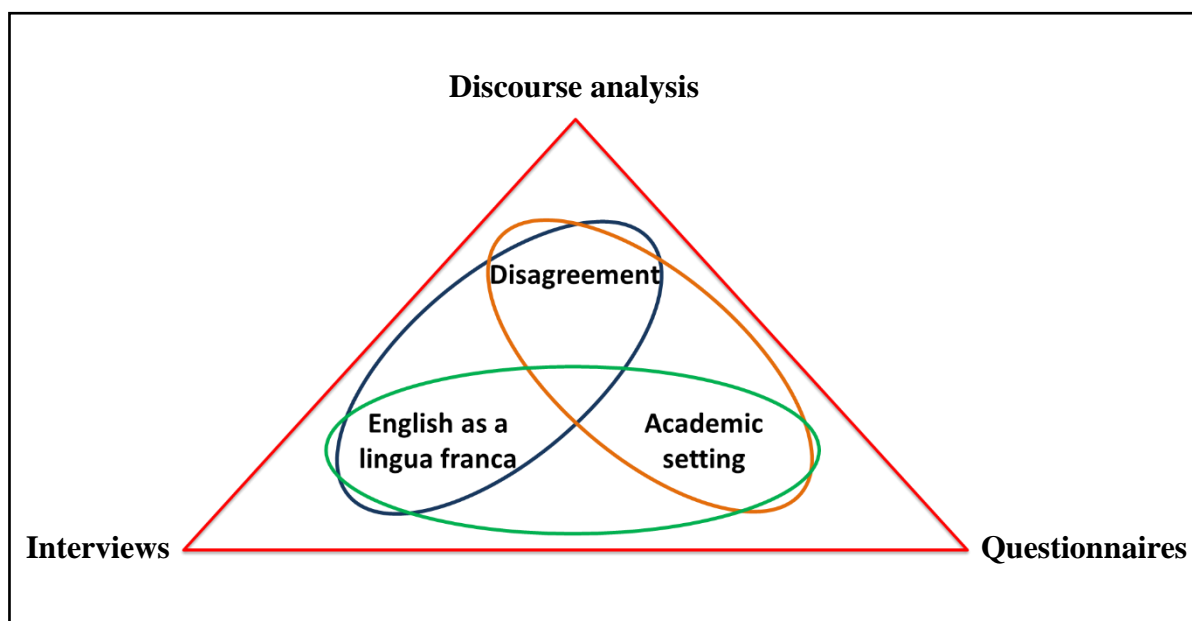 Discourse analysis
Disagreement
English as a
lingua franca
Academic
setting
Interviews
Questionnaires